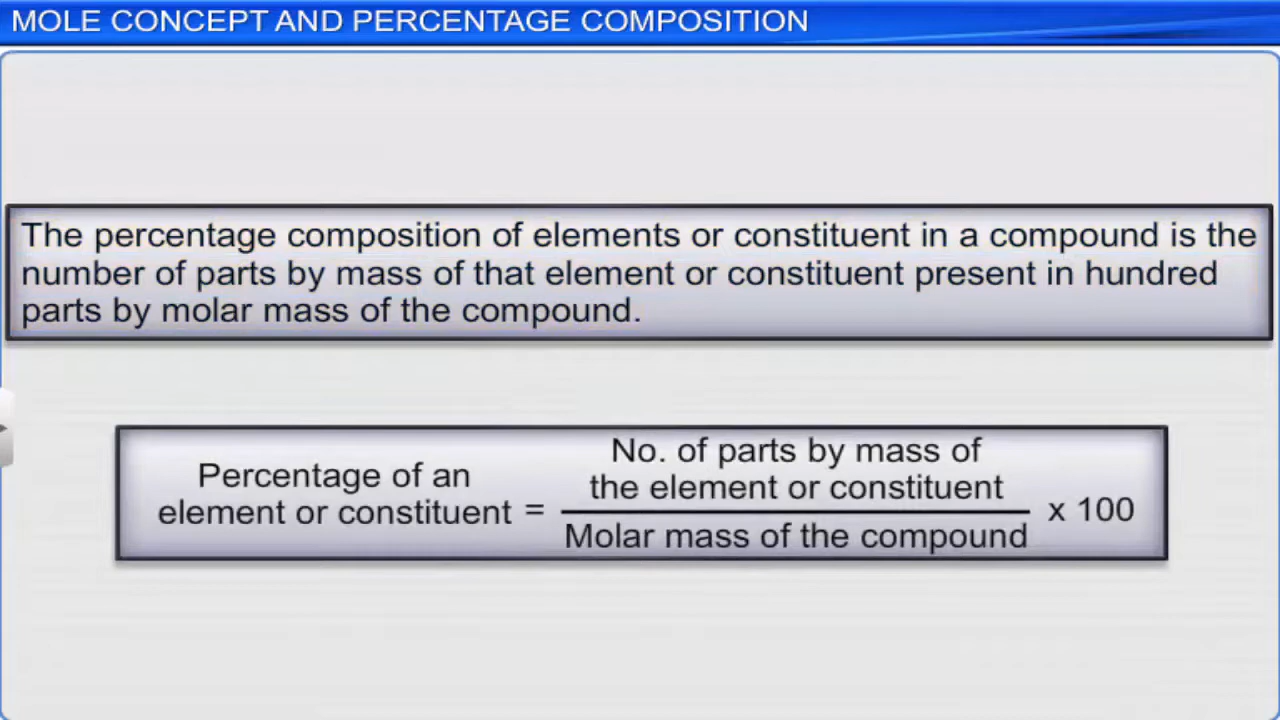 MOLE CONCEPT AND PERCENTAGE COMPOSITION
The percentage composition of elements or constituent in a compound is the
number of parts by mass of that element or constituent present in hundred
parts by molar mass of the compound.
Percentage of an
element or constituent =
No. of parts by mass of
the element or constituent
Molar mass of the compound
x 100